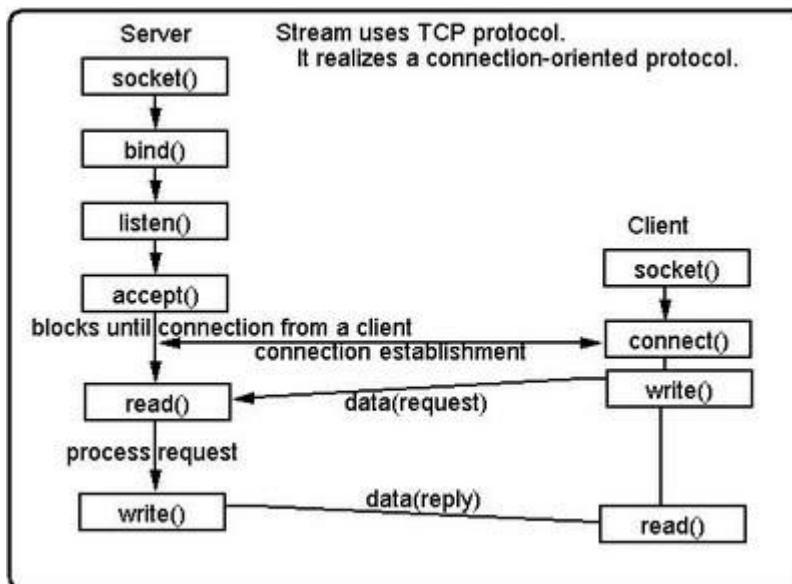 Server
Stream uses TCP protocol.
It realizes a connection-oriented protocol.
socket()
bind()
listen()
Client
socket()
accept()
blocks until connection from a client
connection establishment
connect()
read()
data(request)
write()
process request
write()
data(reply)
read()